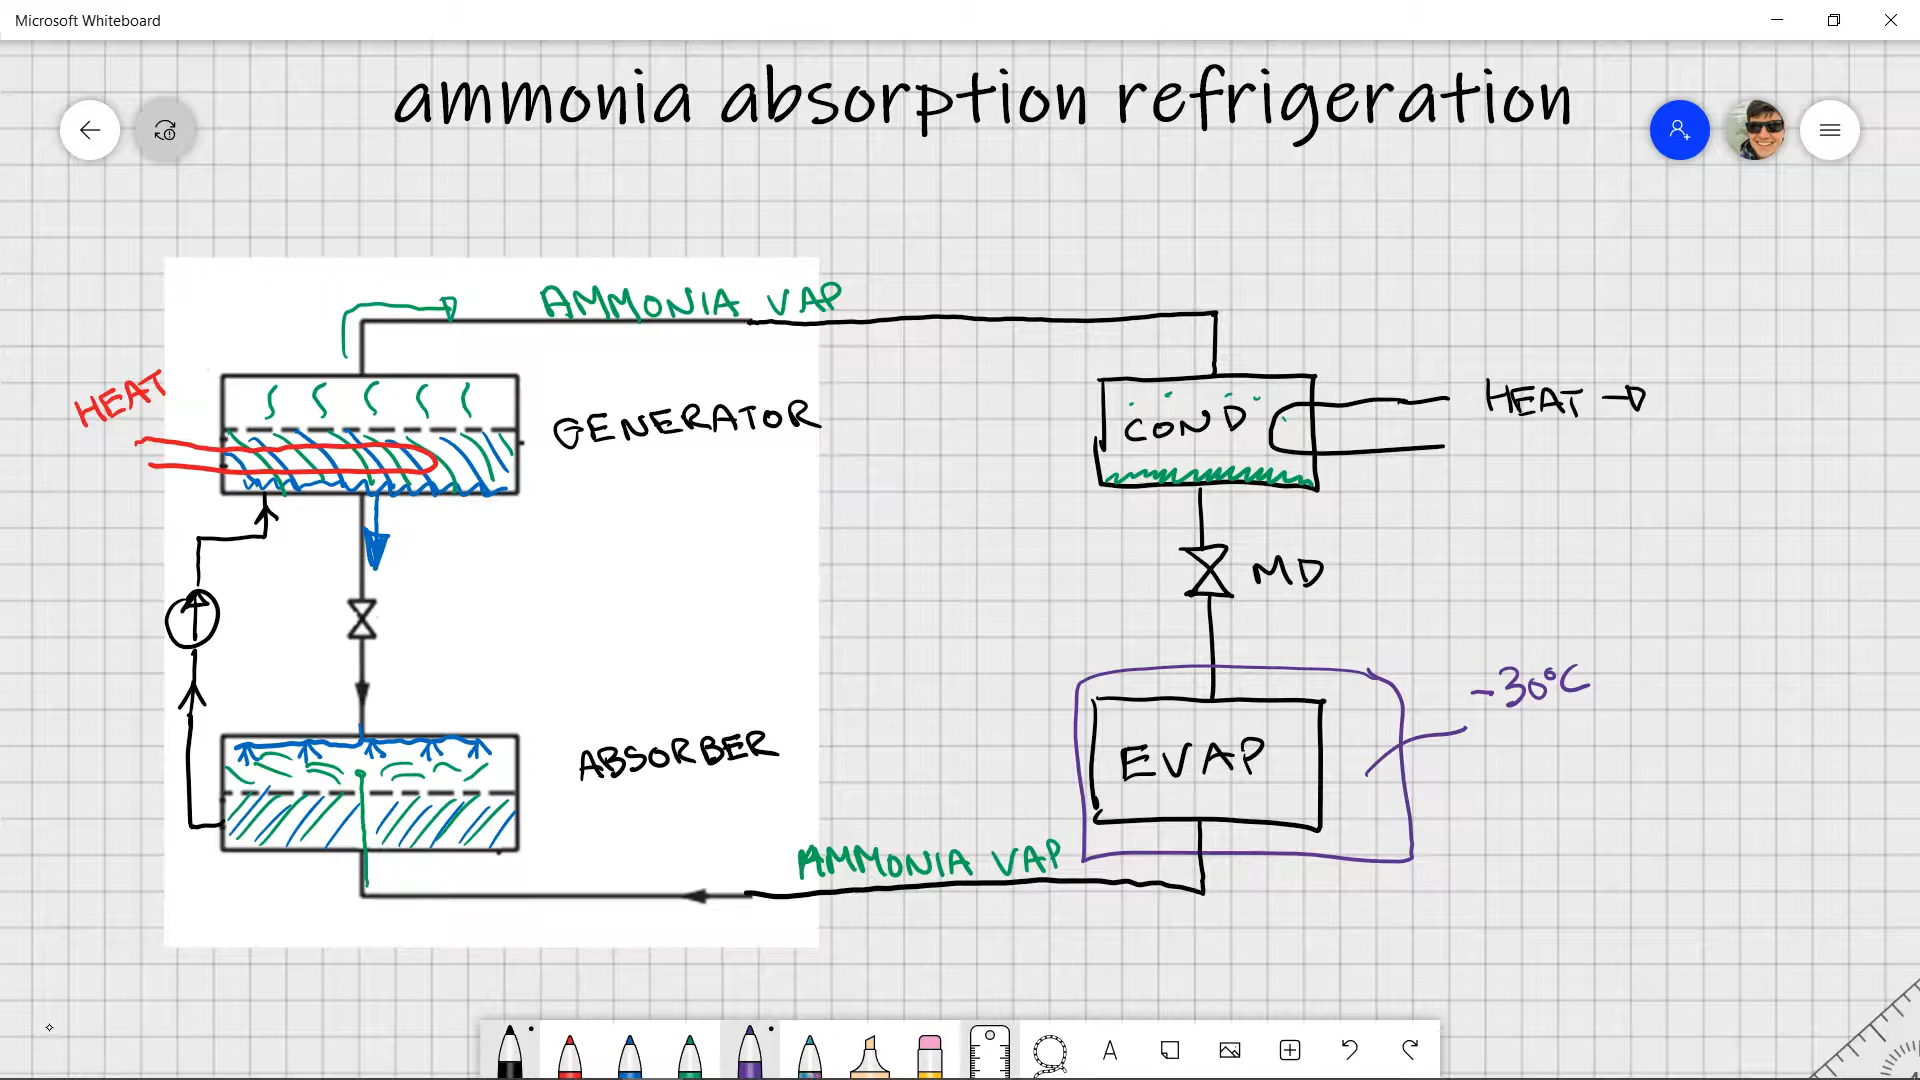 Microsoft Whiteboard
ammonia absorption refrigeration
AMMONIA VAP
HEAT
GENERATOR
COND
HEAT
MD
-30°C
EVAP
ABSORBER
AMMONIA VAP
A